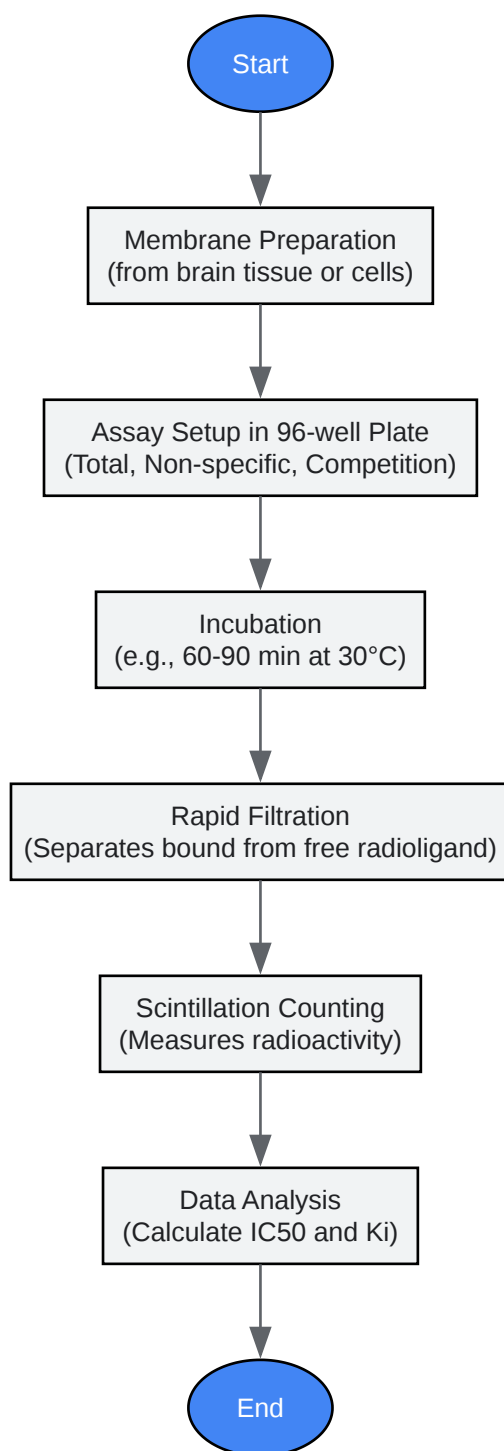 Start
Membrane Preparation
(from brain tissue or cells)
Assay Setup in 96-well Plate
(Total, Non-specific, Competition)
Incubation
(e.g., 60-90 min at 30°C)
Rapid Filtration
(Separates bound from free radioligand)
Scintillation Counting
(Measures radioactivity)
Data Analysis
(Calculate IC50 and Ki)
End